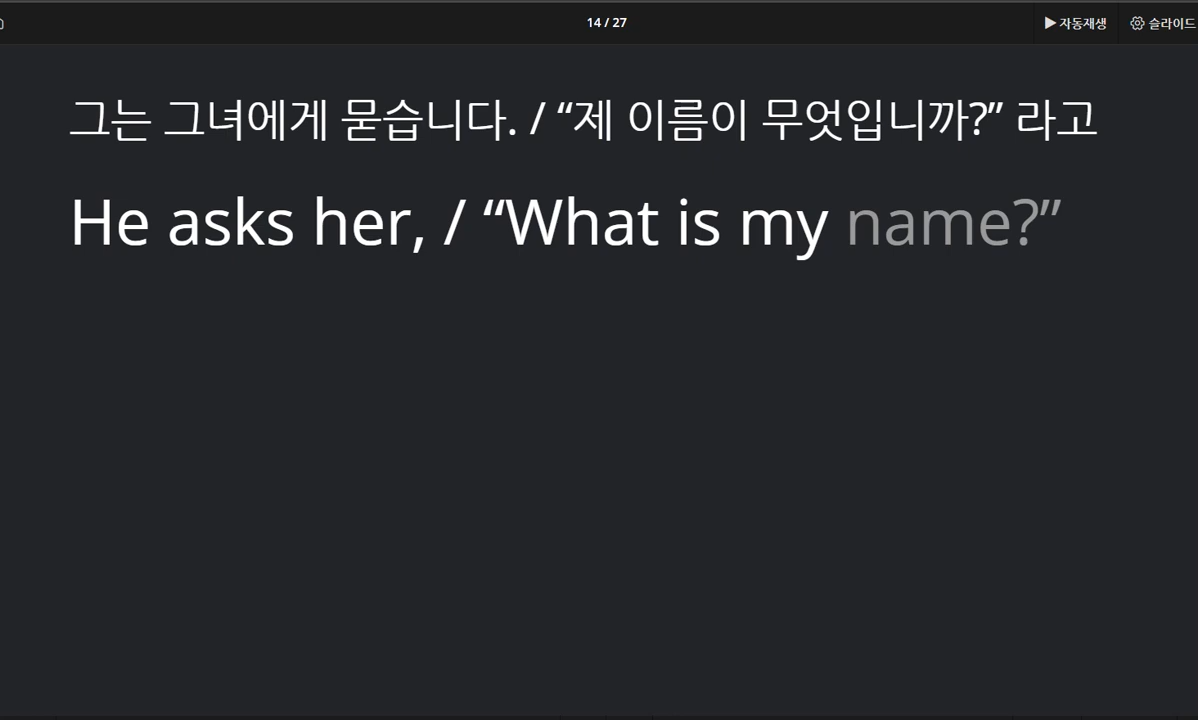 14 / 27
▶ 자동재생
슬라이드
그는 그녀에게 묻습니다. / “제 이름이 무엇입니까?” 라고
He asks her, / “What is my name?”